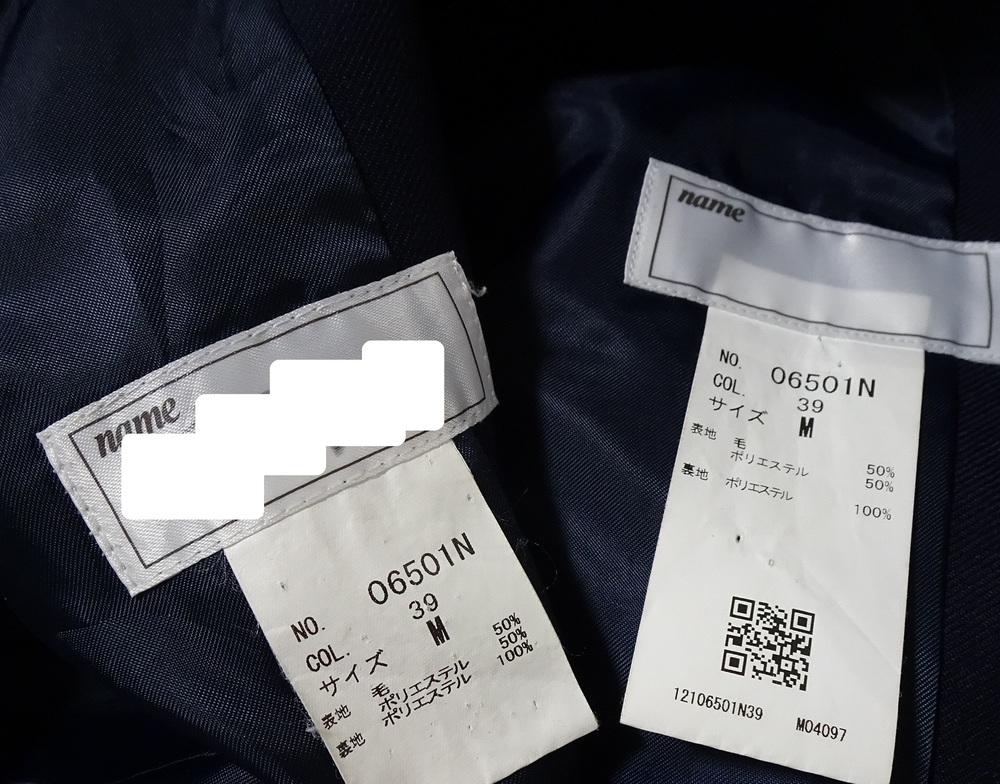 name
NO. 06501N
COL. 39
サイズ M
表地 毛 50%
ポリエステル 50%
裏地 ポリエステル 100%
name
NO. 06501N
COL. 39
サイズ M
表地 毛 50%
ポリエステル 50%
裏地 ポリエステル 100%
12106501N39 M04097